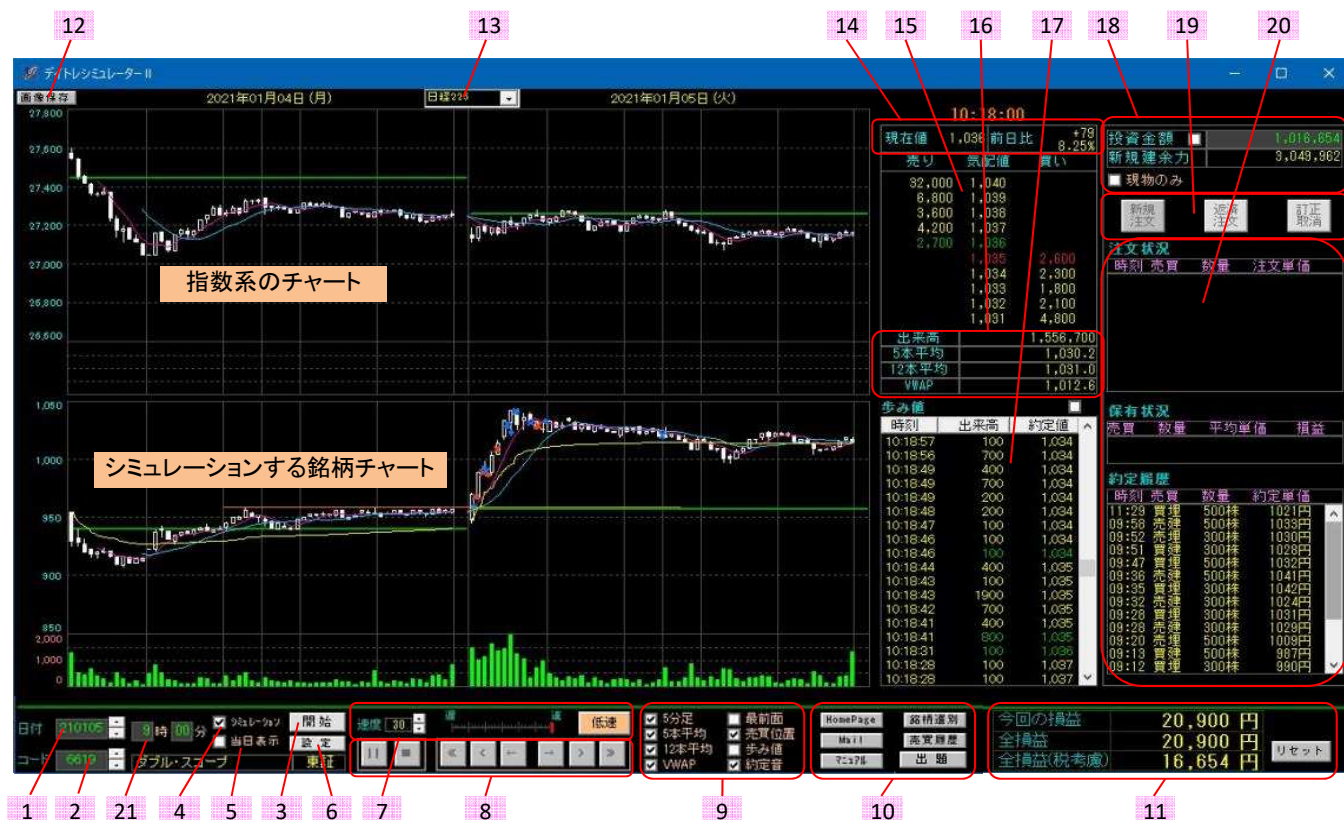 12 13 14 15 16 17 18 19 20
デイトレシミュレーターⅡ
画像保存 2021年01月04日(月) 日経225 2021年01月05日(火)
27,800
27,600
27,400
27,200
27,000
26,800
26,600
指数系のチャート
1,050
1,000
950
900
850
2,000
1,000
0
シミュレーションする銘柄チャート
10:18:00
現在値 1,036 前日比 +79 8.25%
売り 気配値 買い
32,000 1,040
6,800 1,039
3,600 1,038
4,200 1,037
2,700 1,036
1,035 2,600
1,034 2,300
1,033 1,800
1,032 2,100
1,031 4,800
出来高 1,556,700
5本平均 1,030.2
12本平均 1,031.0
VWAP 1,012.6
歩み値
時刻 出来高 約定値
10:18:57 100 1,034
10:18:56 700 1,034
10:18:49 400 1,034
10:18:49 700 1,034
10:18:49 200 1,034
10:18:48 200 1,034
10:18:47 100 1,034
10:18:46 100 1,034
10:18:46 100 1,034
10:18:44 400 1,035
10:18:43 100 1,035
10:18:43 1900 1,035
10:18:42 700 1,035
10:18:41 400 1,035
10:18:41 800 1,035
10:18:31 100 1,036
10:18:28 100 1,037
10:18:28 100 1,037
投資金額 1,016,654
新規建余力 3,049,962
現物のみ
新規注文 返済注文 訂正取消
注文状況
時刻 売買 数量 注文単価
保有状況
売買 数量 平均単価 損益
約定履歴
時刻 売買 数量 約定単価
11:29 買埋 500株 1021円
09:58 売建 500株 1033円
09:52 売埋 300株 1030円
09:51 買建 300株 1028円
09:47 買埋 500株 1032円
09:36 売建 500株 1041円
09:35 買埋 300株 1042円
09:32 売建 300株 1024円
09:28 買埋 300株 1031円
09:28 売建 300株 1029円
09:20 売埋 500株 1009円
09:13 買建 500株 987円
09:12 買埋 300株 990円
日付 210105 9 時 00 分 シミュレーション 開始
当日表示 設定
コード 6619 ダブル・スコープ 東証
速度 30 遅 速 低速
II ■ ≪ < ← → > ≫
5分足 最前面
5本平均 売買位置
12本平均 歩み値
VWAP 約定音
HomePage 銘柄選別
Mail 売買履歴
マニュアル 出題
今回の損益 20,900 円
全損益 20,900 円
全損益(税考慮) 16,654 円
リセット
1 2 21 4 5 3 6 7 8 9 10 11